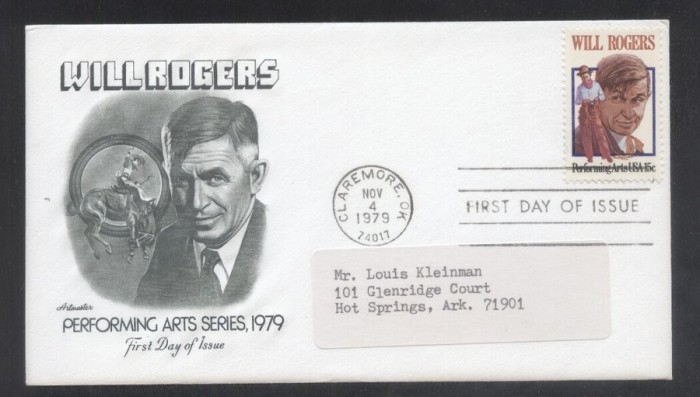 WILL ROGERS
Artmaster
PERFORMING ARTS SERIES, 1979
First Day of Issue
WILL ROGERS
Performing Arts USA 15c
CLAREMORE, OK
NOV
4
1979
74017
FIRST DAY OF ISSUE
Mr. Louis Kleinman
101 Glenridge Court
Hot Springs, Ark. 71901